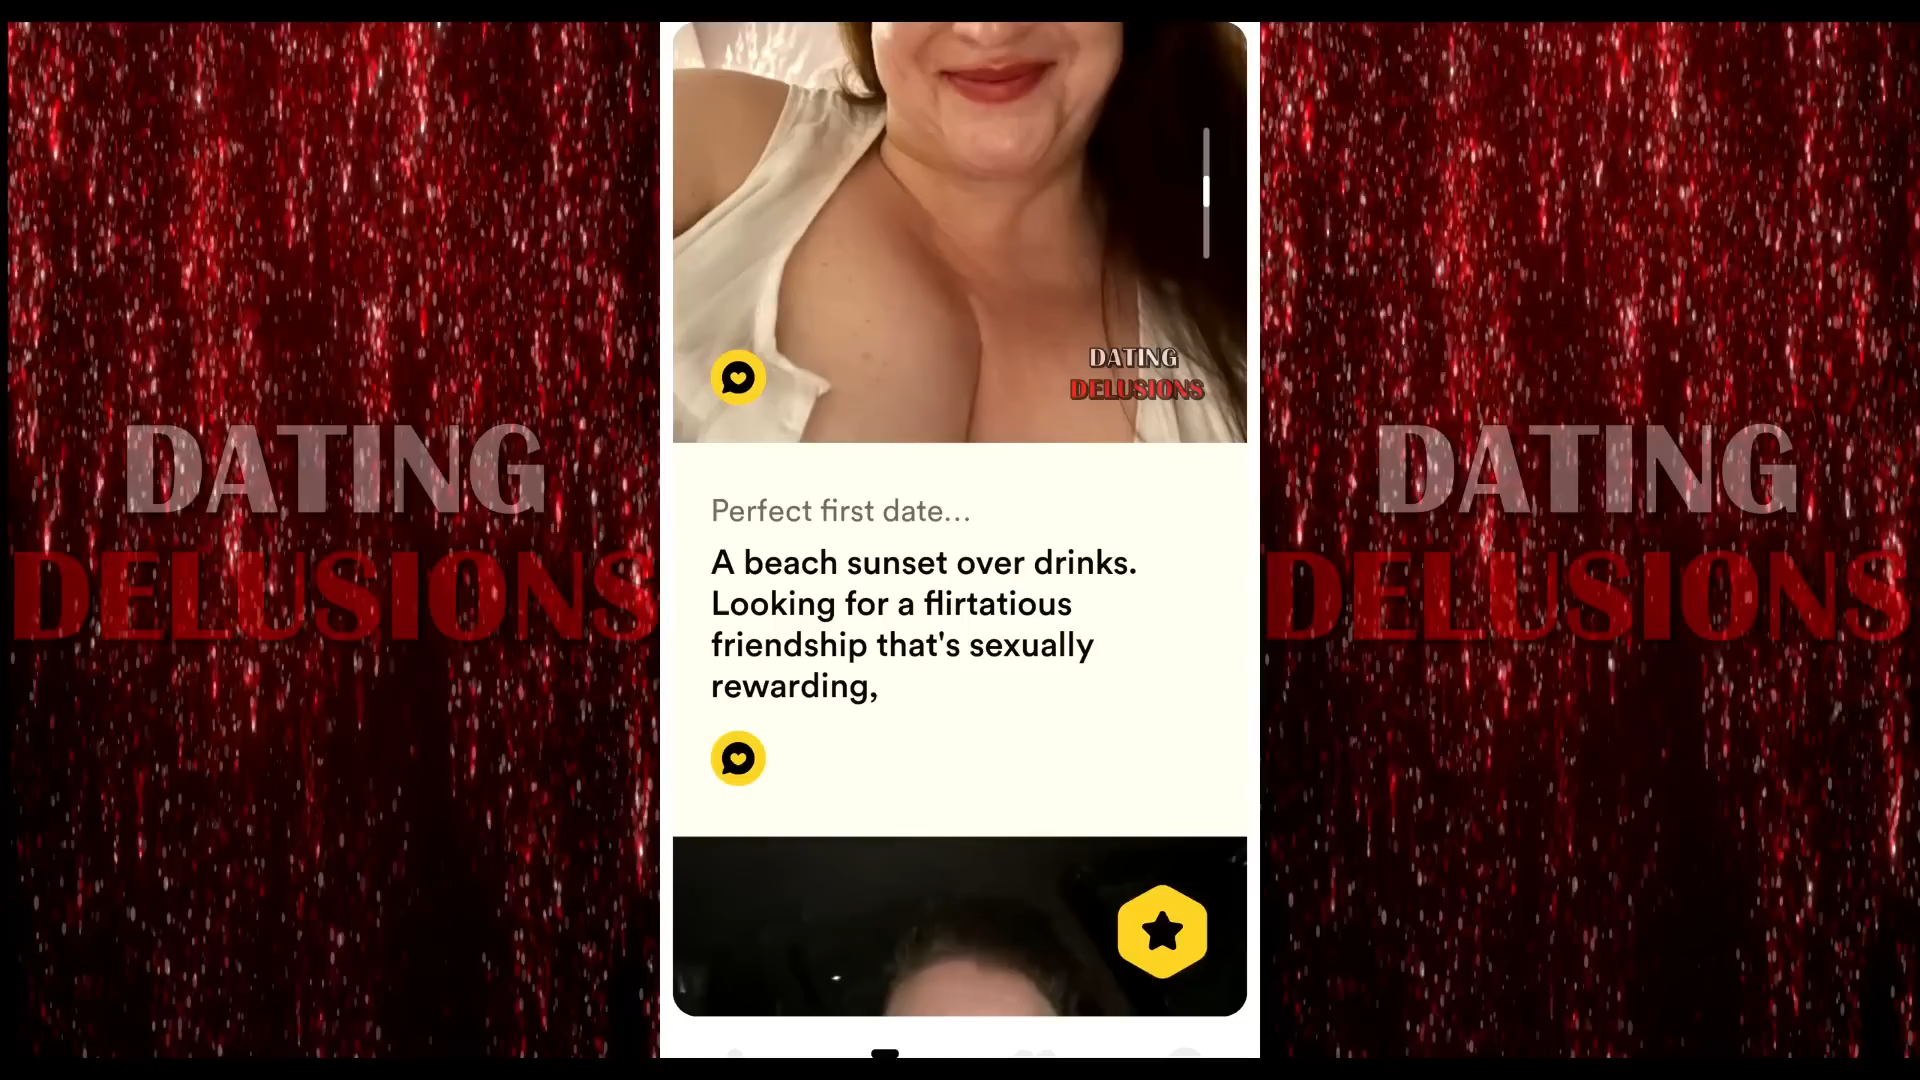 DATING
DELUSIONS
DATING
DELUSIONS
Perfect first date...
A beach sunset over drinks.
Looking for a flirtatious
friendship that's sexually
rewarding,
DATING
DELUSIONS